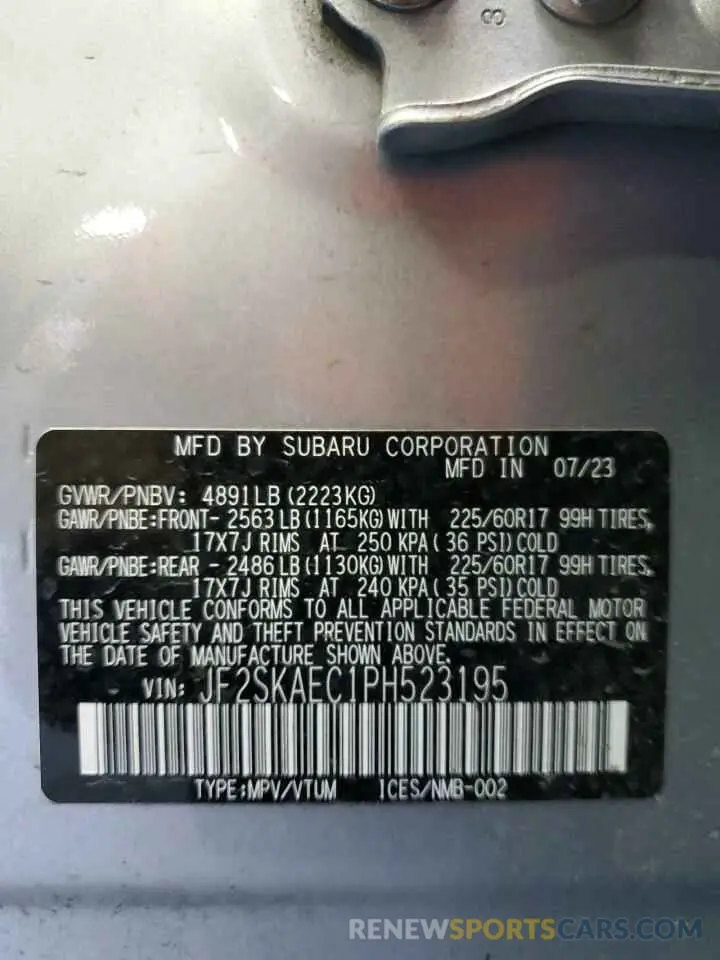 8
MFD BY SUBARU CORPORATION
MFD IN 07/23
GVWR/PNBV: 4891LB(2223KG)
GAWR/PNBE:FRONT- 2563LB(1165KG)WITH 225/60R17 99H TIRES,
17X7J RIMS AT 250KPA( 36 PSI)COLD
GAWR/PNBE:REAR - 2486LB(1130KG)WITH 225/60R17 99H TIRES,
17X7J RIMS AT 240KPA( 35 PSI)COLD
THIS VEHICLE CONFORMS TO ALL APPLICABLE FEDERAL MOTOR
VEHICLE SAFETY AND THEFT PREVENTION STANDARDS IN EFFECT ON
THE DATE OF MANUFACTURE SHOWN ABOVE.
VIN: JF2SKAEC1PH523195
TYPE:MPV/VTUM ICES/NMB-002
RENEWSPORTSCARS.COM